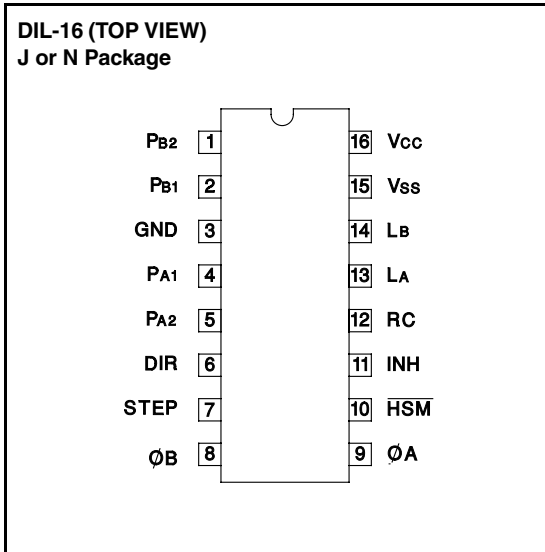 DIL-16 (TOP VIEW)
J or N Package
PB2 1 16 VCC
PB1 2 15 VSS
GND 3 14 LB
PA1 4 13 LA
PA2 5 12 RC
DIR 6 11 INH
STEP 7 10 H̅S̅M̅
ØB 8 9 ØA